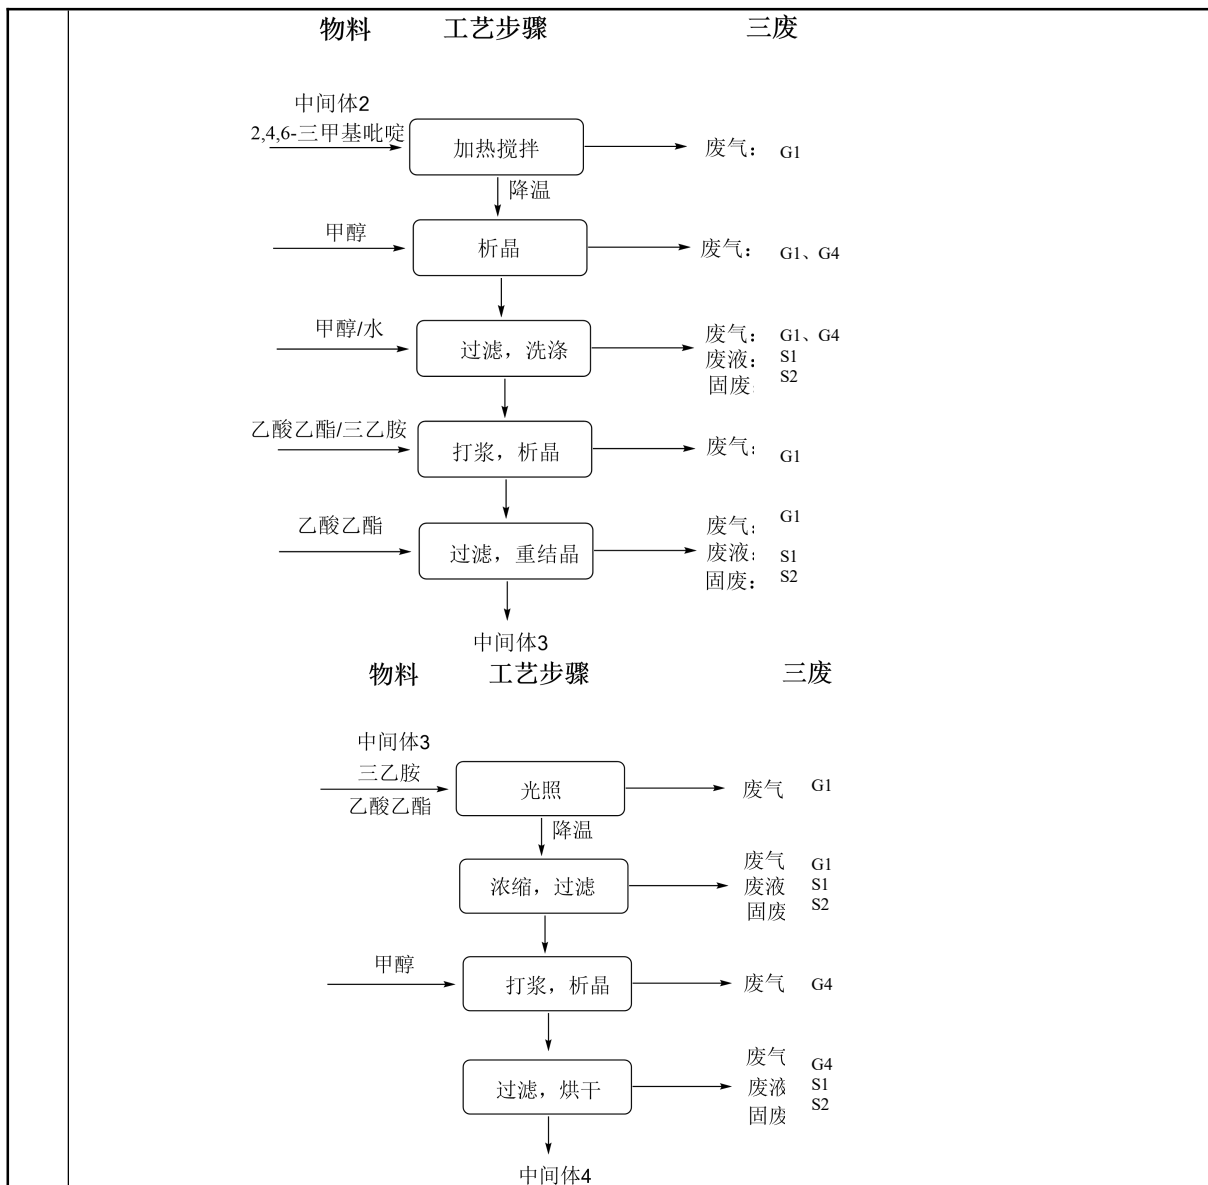 物料 工艺步骤 三废
中间体2
2,4,6-三甲基吡啶
加热搅拌
废气： G1
降温
甲醇
析晶
废气： G1、G4
甲醇/水
过滤，洗涤
废气： G1、G4
废液： S1
固废： S2
乙酸乙酯/三乙胺
打浆，析晶
废气： G1
乙酸乙酯
过滤，重结晶
废气： G1
废液： S1
固废： S2
中间体3
物料 工艺步骤 三废
中间体3
三乙胺
乙酸乙酯
光照
废气 G1
降温
浓缩，过滤
废气 G1
废液 S1
固废 S2
甲醇
打浆，析晶
废气 G4
过滤，烘干
废气 G4
废液 S1
固废 S2
中间体4